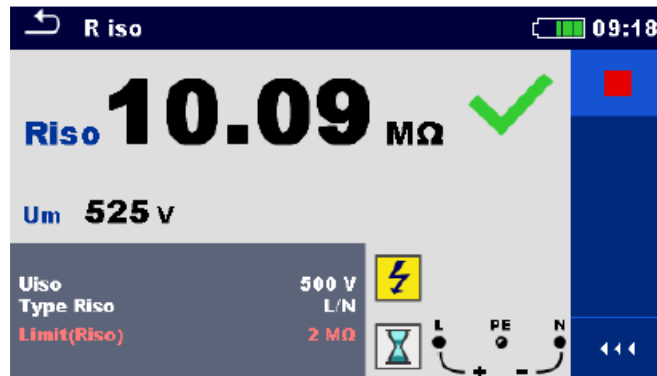 R iso 09:18
Riso 10.09 MΩ
Um 525 V
Uiso 500 V
Type Riso L/N
Limit(Riso) 2 MΩ
L PE N
+ -